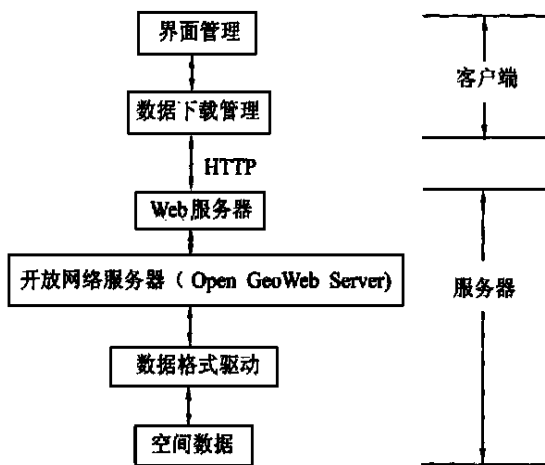 界面管理
客户端
数据下载管理
HTTP
Web服务器
开放网络服务器（Open GeoWeb Server)
服务器
数据格式驱动
空间数据